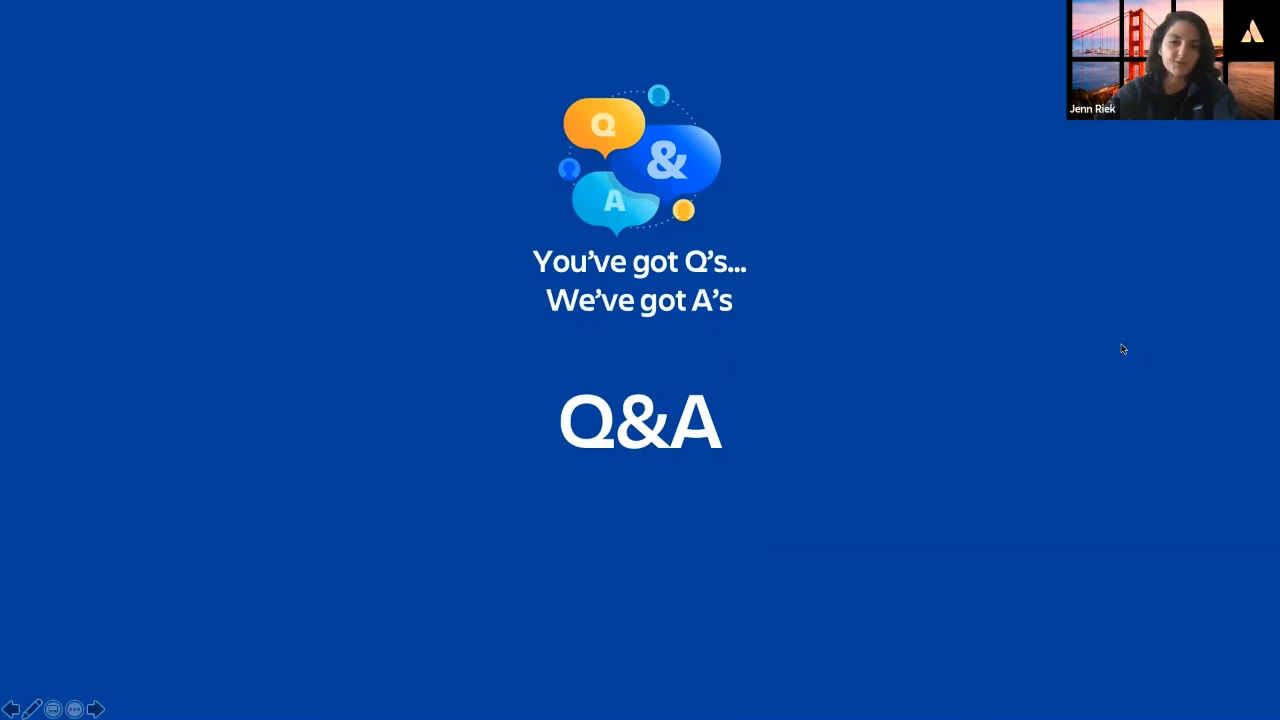 Jenn Riek
Q
&
A
You’ve got Q’s...
We’ve got A’s
Q&A